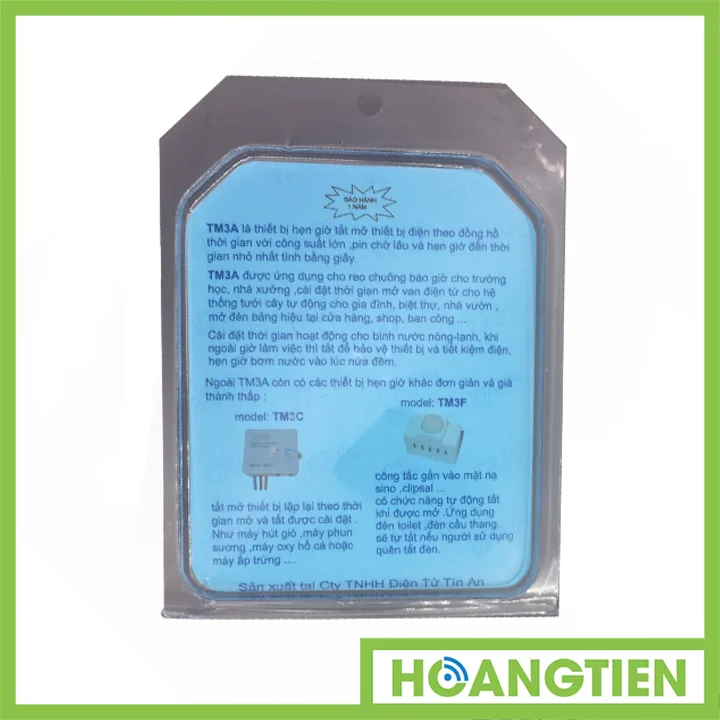 BẢO HÀNH
1 NĂM
TM3A là thiết bị hẹn giờ tắt mở thiết bị điện theo đồng hồ
thời gian với công suất lớn ,pin chờ lâu và hẹn giờ đến thời
gian nhỏ nhất tính bằng giây.
TM3A được ứng dụng cho reo chuông báo giờ cho trường
học, nhà xưởng ,cài đặt thời gian mở van điện từ cho hệ
thống tưới cây tự động cho gia đình, biệt thự, nhà vườn ,
mở đèn bảng hiệu tại cửa hàng, shop, ban công ...
Cài đặt thời gian hoạt động cho bình nước nóng-lạnh, khi
ngoài giờ làm việc thì tắt để bảo vệ thiết bị và tiết kiệm điện,
hẹn giờ bơm nước vào lúc nửa đêm.
Ngoài TM3A còn có các thiết bị hẹn giờ khác đơn giản và giá
thành thấp :
model: TM3C
tắt mở thiết bị lặp lại theo thời
gian mở và tắt được cài đặt .
Như máy hút gió ,máy phun
sương ,máy oxy hồ cá hoặc
máy ấp trứng ....
model: TM3F
công tắc gắn vào mặt nạ
sino ,clipsal ...
có chức năng tự động tắt
khi được mở .Ứng dụng
đèn toilet ,đèn cầu thang..
sẽ tự tắt nếu người sử dụng
quên tắt đèn.
Sản xuất tại Cty TNHH Điện Tử Tín An
HOANGTIEN